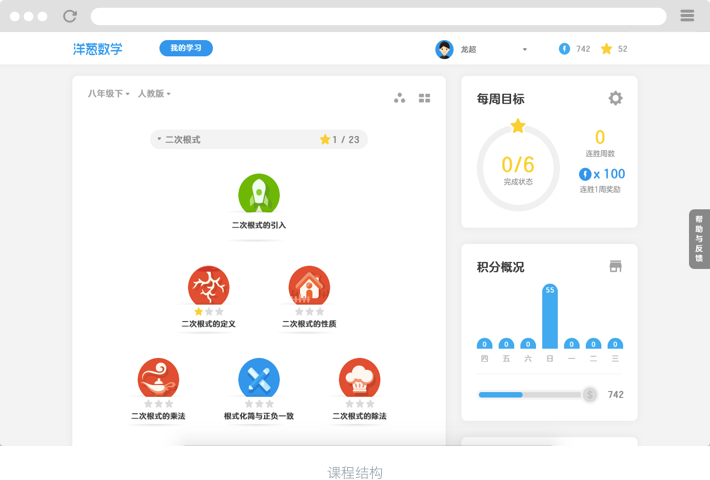 洋葱数学
我的学习
龙超
742
52
八年级下
人教版
二次根式
1 / 23
二次根式的引入
二次根式的定义
二次根式的性质
二次根式的乘法
根式化简与正负一致
二次根式的除法
每周目标
0/6
完成状态
0
连胜周数
x 100
连胜1周奖励
积分概况
0 0 0 55 0 0 0
四 五 六 日 一 二 三
742
帮助与反馈
课程结构